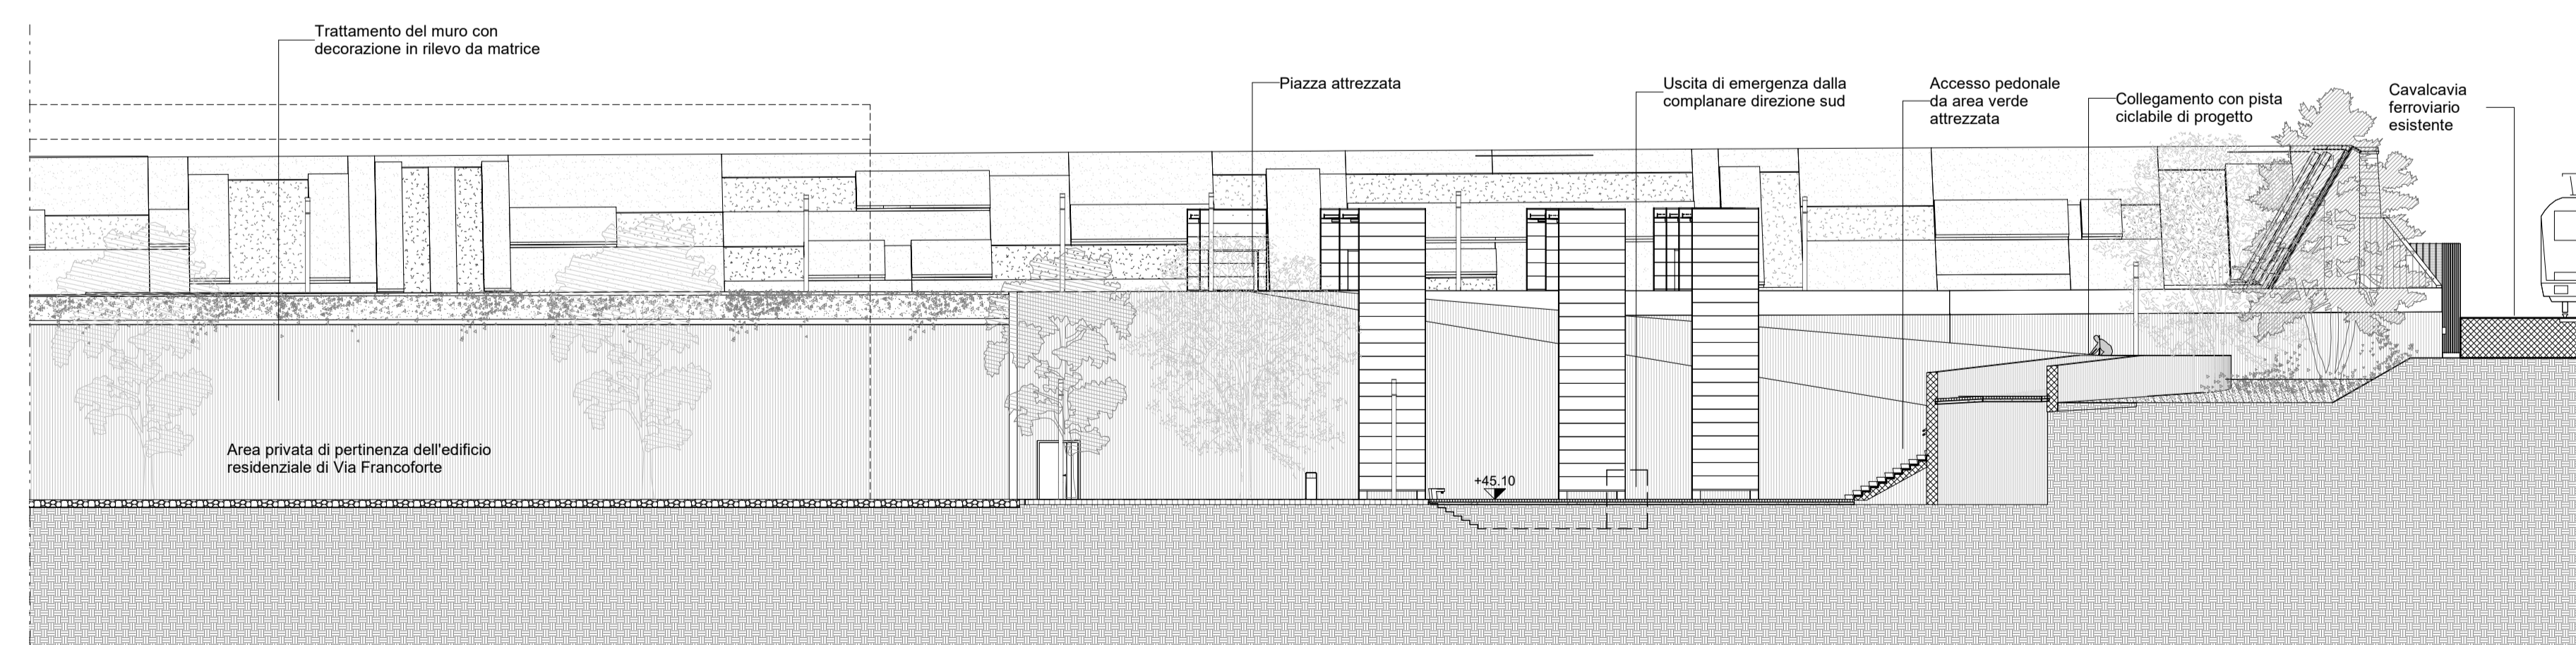 Trattamento del muro con
decorazione in rilevo da matrice
Piazza attrezzata
Uscita di emergenza dalla
complanare direzione sud
Accesso pedonale
da area verde
attrezzata
Collegamento con pista
ciclabile di progetto
Cavalcavia
ferroviario
esistente
Area privata di pertinenza dell'edificio
residenziale di Via Francoforte
+45.10